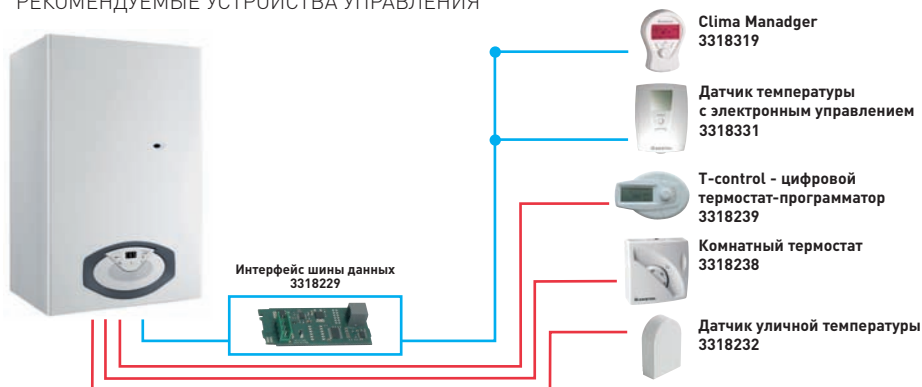 РЕКОМЕНДУЕМЫЕ УСТРОЙСТВА УПРАВЛЕНИЯ
Clima Manadger
3318319
Датчик температуры
с электронным управлением
3318331
T-control - цифровой
термостат-программатор
3318239
Комнатный термостат
3318238
Интерфейс шины данных
3318229
Датчик уличной температуры
3318232